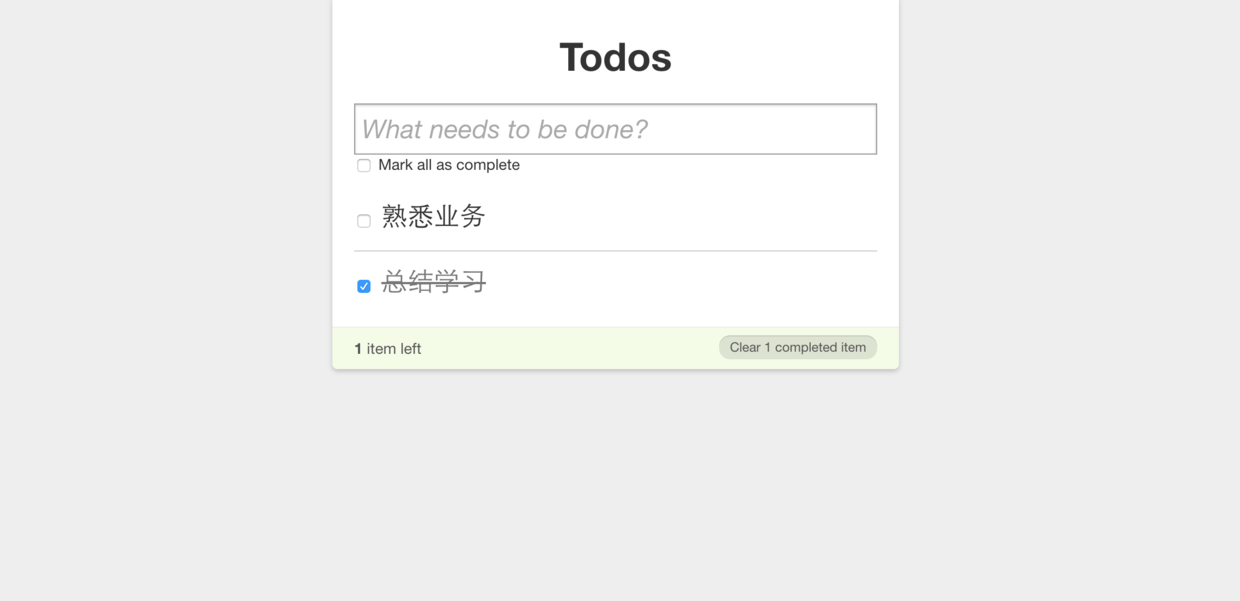 Todos
What needs to be done?
Mark all as complete
熟悉业务
总结学习
1 item left
Clear 1 completed item